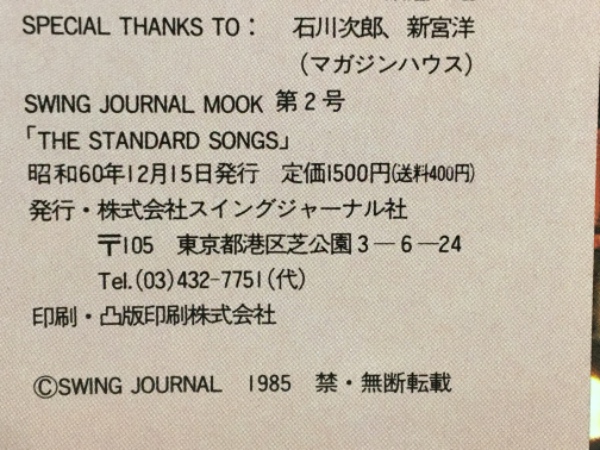 SPECIAL THANKS TO: 石川次郎、新宮洋
(マガジンハウス)
SWING JOURNAL MOOK 第2号
「THE STANDARD SONGS」
昭和60年12月15日発行 定価1500円(送料400円)
発行・株式会社スイングジャーナル社
〒105 東京都港区芝公園3－6－24
Tel.(03)432-7751(代)
印刷・凸版印刷株式会社
©SWING JOURNAL 1985 禁・無断転載